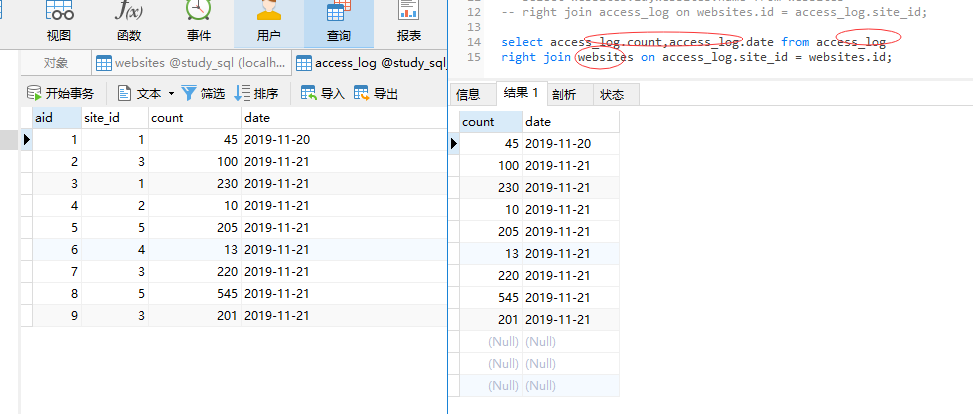 视图
函数
事件
用户
查询
报表
对象
websites @study_sql (localh...
access_log @study_sql
开始事务
文本
筛选
排序
导入
导出
aid site_id count date
1 1 45 2019-11-20
2 3 100 2019-11-21
3 1 230 2019-11-21
4 2 10 2019-11-21
5 5 205 2019-11-21
6 4 13 2019-11-21
7 3 220 2019-11-21
8 5 545 2019-11-21
9 3 201 2019-11-21
12 -- right join access_log on websites.id = access_log.site_id;
13
14 select access_log.count,access_log.date from access_log
15 right join websites on access_log.site_id = websites.id;
信息
结果 1
剖析
状态
count date
45 2019-11-20
100 2019-11-21
230 2019-11-21
10 2019-11-21
205 2019-11-21
13 2019-11-21
220 2019-11-21
545 2019-11-21
201 2019-11-21
(Null) (Null)
(Null) (Null)
(Null) (Null)